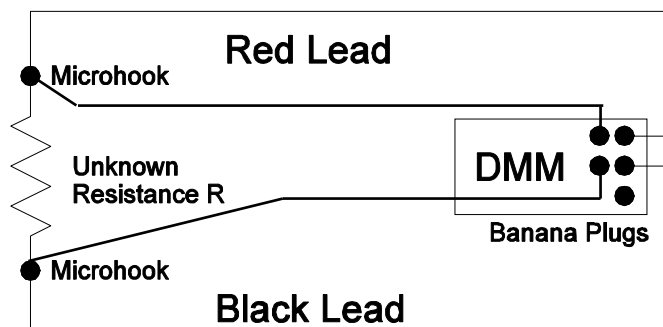 Red Lead
Microhook
Unknown
Resistance R
DMM
Banana Plugs
Microhook
Black Lead